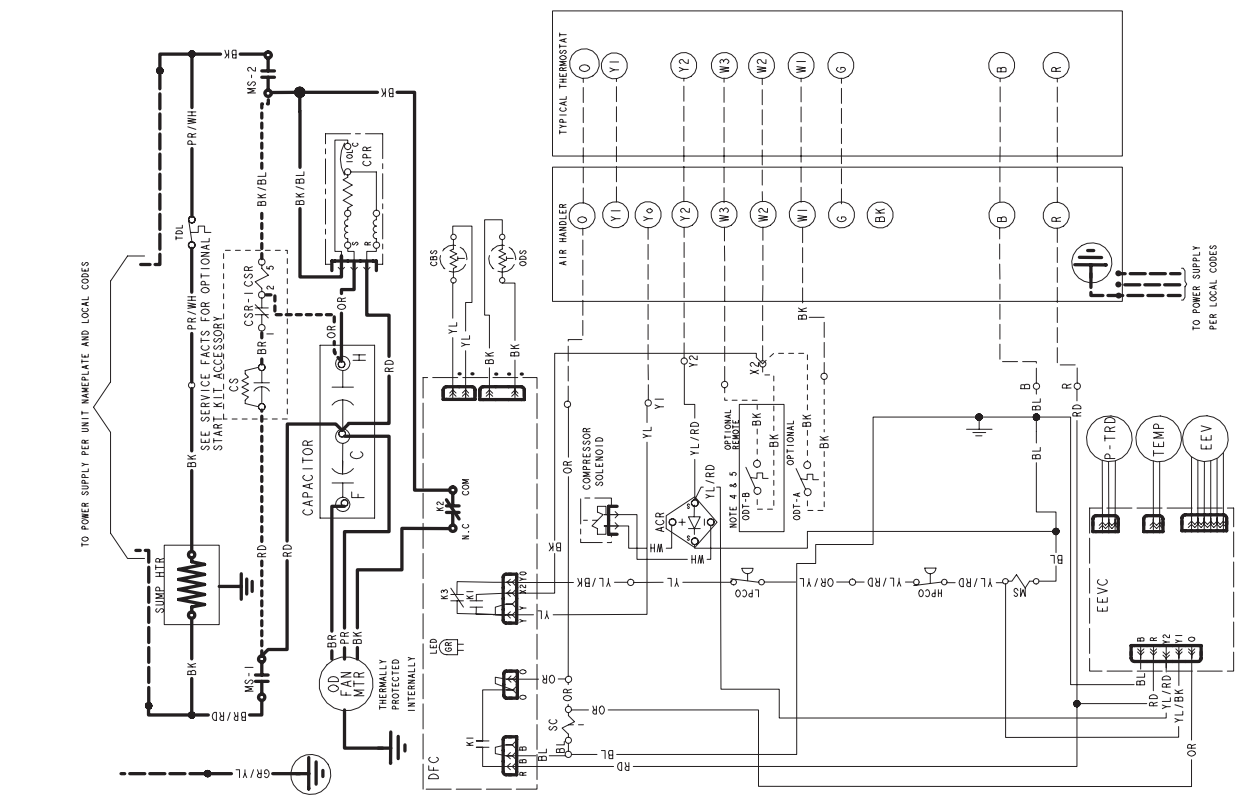 TYPICAL THERMOSTAT
O
Y1
Y2
W3
W2
W1
G
B
R
AIR HANDLER
O
Y1
Yo
Y2
W3
W2
W1
G
BK
B
R
TO POWER SUPPLY
PER LOCAL CODES
TO POWER SUPPLY PER UNIT NAMEPLATE AND LOCAL CODES
BK
MS-2
BK
PR/WH
BK/BL
BK/BL
TDL
IOL
C
CPR
S
R
SEE SERVICE FACTS FOR OPTIONAL
START KIT ACCESSORY
PR/WH
CSR-1
CSR
5
2
1
BR
CS
OR
OR
H
RD
CAPACITOR
C
F
BK
RD
RD
SUMP HTR
BK
MS-1
BR/RD
GR/YL
BR
PR
BK
OD
FAN
MTR
THERMALLY
PROTECTED
INTERNALLY
CBS
ODS
YL
YL
BK
BK
COM
K2
N.C
K3
K1
YO
X2
Y
LED
GR
O
O
K1
B
B
R
DFC
BK
YL
OR
OR
SC
BL
BL
OR
BL
RD
OR
COMPRESSOR
SOLENOID
ACR
S
S
+
I
WH
WH
Y1
YL
Y2
YL/RD
YL/RD
X2
OPTIONAL
REMOTE
NOTE 4 & 5
ODT-B
BK
BK
OPTIONAL
ODT-A
BK
BK
YL/BK
YL
LPCO
OR/YL
YL/RD
HPCO
YL/RD
MS
BL
BL
BL
B
R
RD
P-TRD
TEMP
EEV
EEVC
B
R
Y2
Y1
O
BL
RD
YL/RD
YL/BK
OR